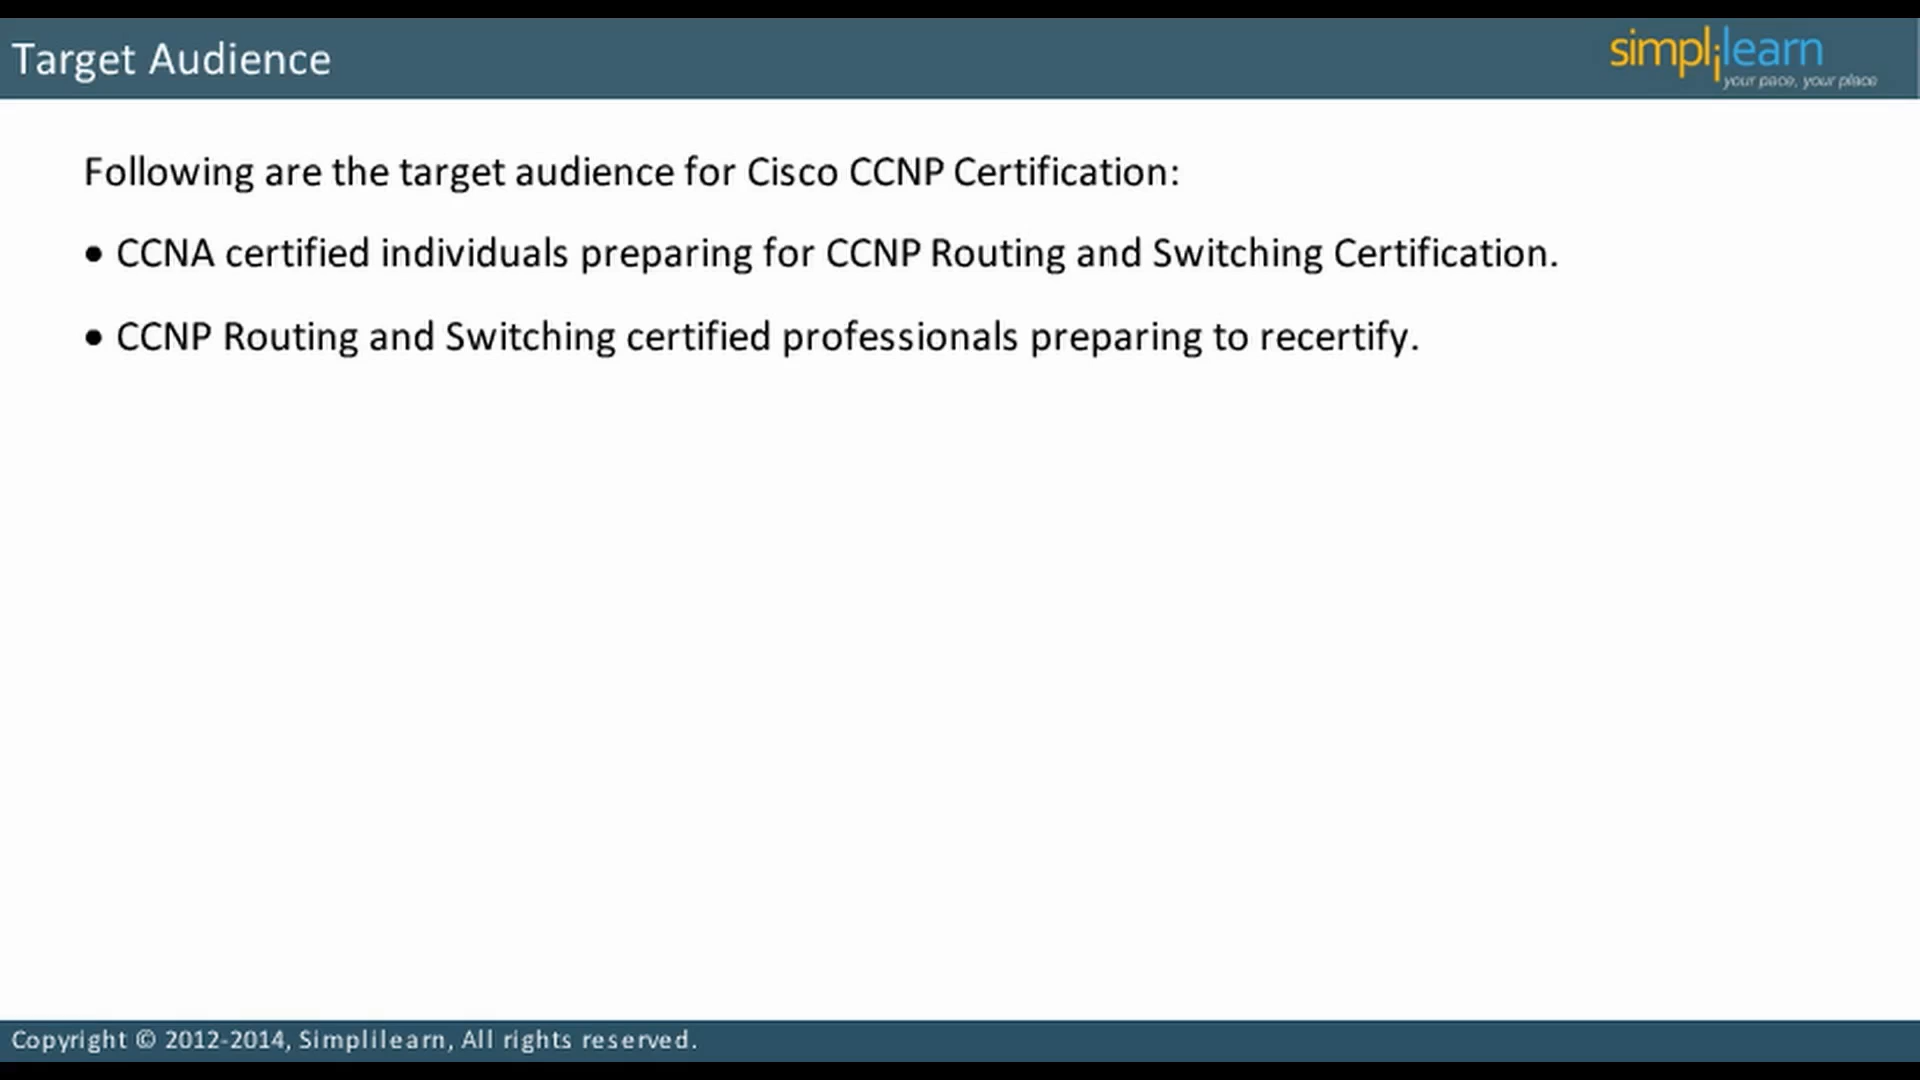 Target Audience
simplilearn
your pace, your place
Following are the target audience for Cisco CCNP Certification:
• CCNA certified individuals preparing for CCNP Routing and Switching Certification.
• CCNP Routing and Switching certified professionals preparing to recertify.
Copyright © 2012-2014, Simplilearn, All rights reserved.